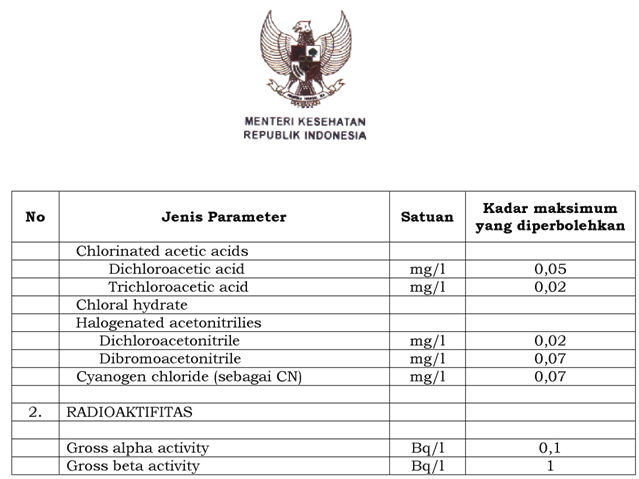 MENTERI KESEHATAN
REPUBLIK INDONESIA
No Jenis Parameter Satuan Kadar maksimum yang diperbolehkan
Chlorinated acetic acids
Dichloroacetic acid mg/l 0,05
Trichloroacetic acid mg/l 0,02
Chloral hydrate
Halogenated acetonitrilies
Dichloroacetonitrile mg/l 0,02
Dibromoacetonitrile mg/l 0,07
Cyanogen chloride (sebagai CN) mg/l 0,07
2. RADIOAKTIFITAS
Gross alpha activity Bq/l 0,1
Gross beta activity Bq/l 1